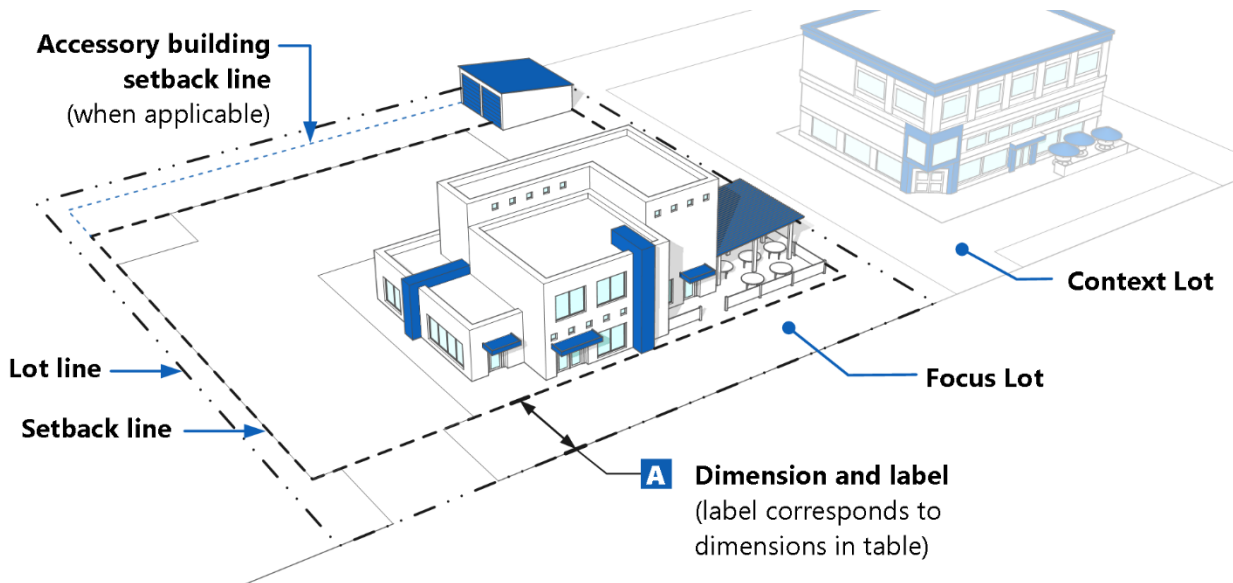 Accessory building
setback line
(when applicable)
Context Lot
Lot line
Focus Lot
Setback line
A Dimension and label
(label corresponds to
dimensions in table)